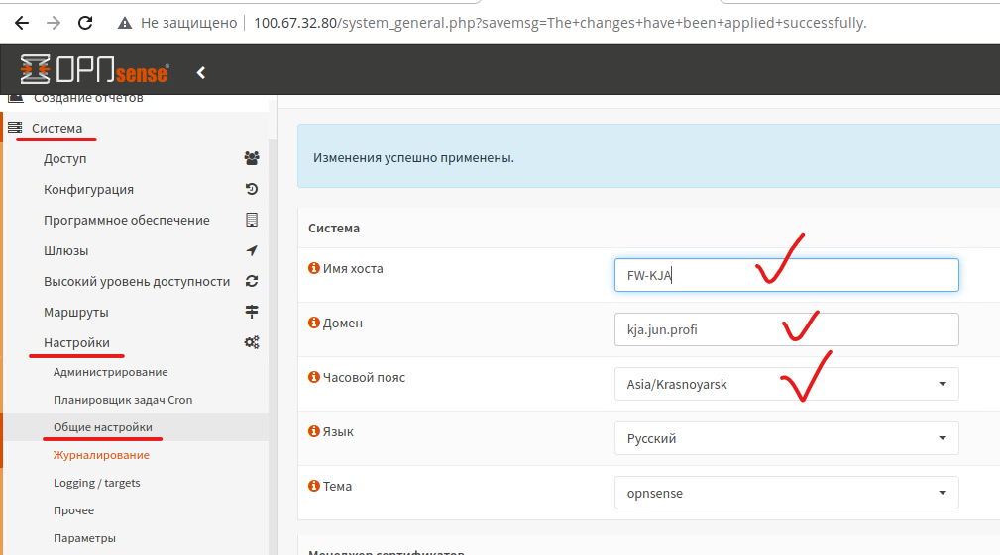 Не защищено 100.67.32.80/system_general.php?savemsg=The+changes+have+been+applied+successfully.
OPNsense
Создание отчетов
Система
Доступ
Конфигурация
Программное обеспечение
Шлюзы
Высокий уровень доступности
Маршруты
Настройки
Администрирование
Планировщик задач Cron
Общие настройки
Журналирование
Logging / targets
Прочее
Параметры
Изменения успешно применены.
Система
Имя хоста FW-KJA
Домен kja.jun.profi
Часовой пояс Asia/Krasnoyarsk
Язык Русский
Тема opnsense
Менеджер сертификатов